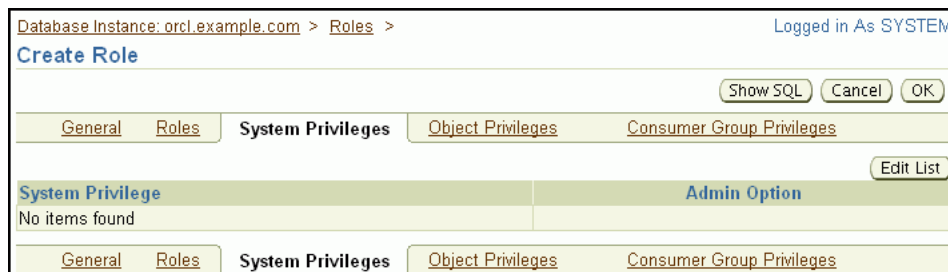 Database Instance: orcl.example.com > Roles > Logged in As SYSTEM
Create Role
Show SQL Cancel OK
General Roles System Privileges Object Privileges Consumer Group Privileges
Edit List
System Privilege Admin Option
No items found
General Roles System Privileges Object Privileges Consumer Group Privileges